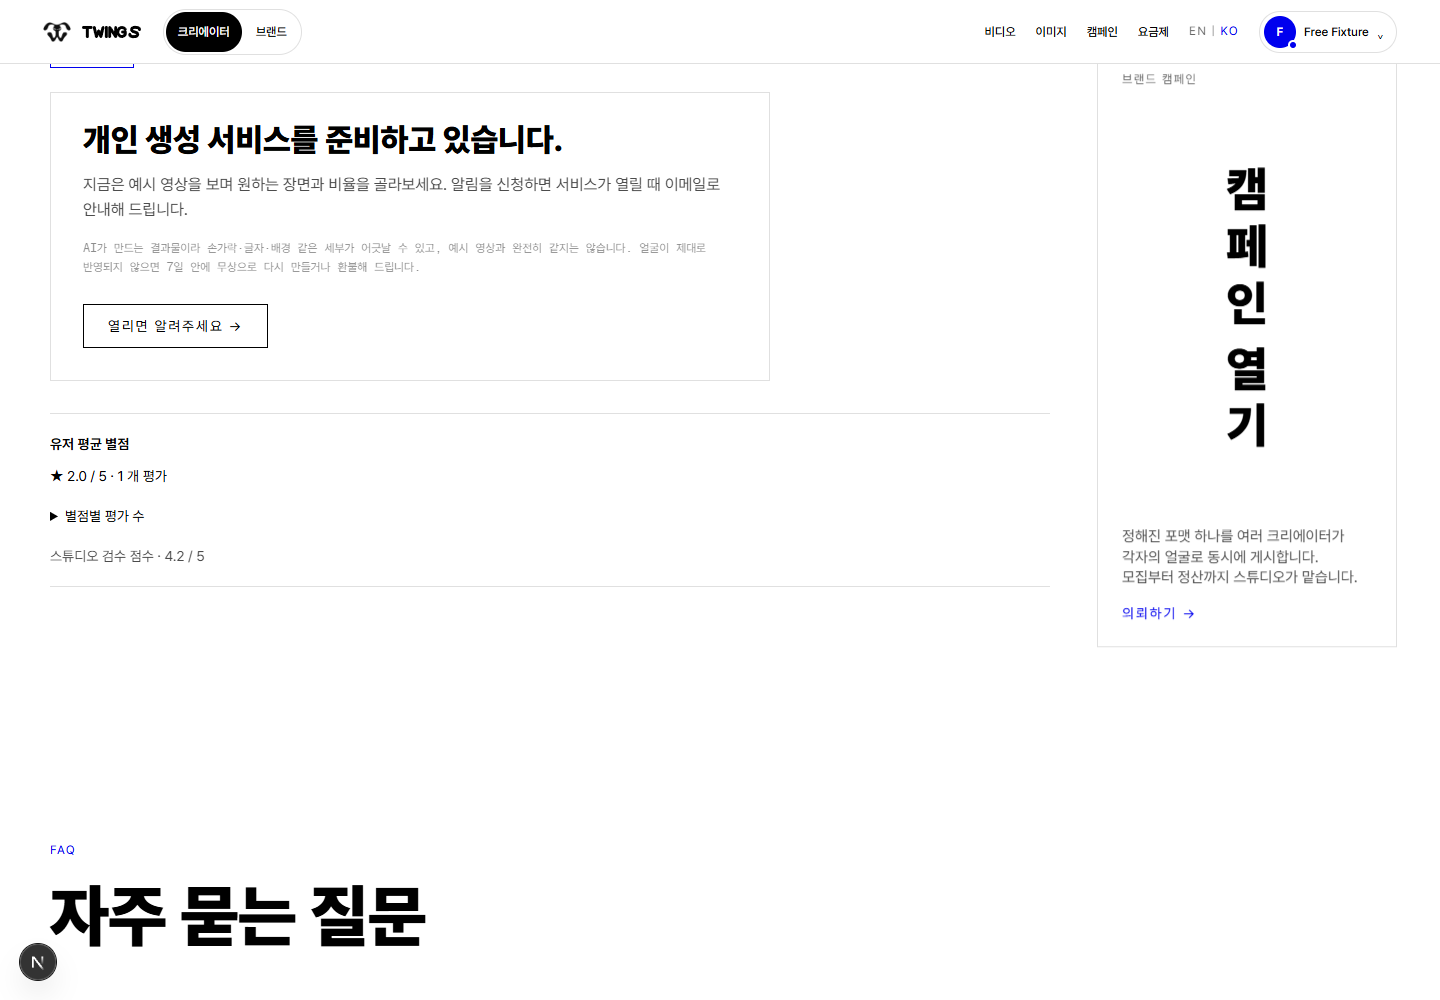 TWINGS
크리에이터
브랜드
비디오
이미지
캠페인
요금제
EN | KO
F
Free Fixture
개인 생성 서비스를 준비하고 있습니다.
지금은 예시 영상을 보며 원하는 장면과 비율을 골라보세요. 알림을 신청하면 서비스가 열릴 때 이메일로
안내해 드립니다.
AI가 만드는 결과물이라 손가락·글자·배경 같은 세부가 어긋날 수 있고, 예시 영상과 완전히 같지는 않습니다. 얼굴이 제대로
반영되지 않으면 7일 안에 무상으로 다시 만들거나 환불해 드립니다.
열리면 알려주세요 →
유저 평균 별점
★ 2.0 / 5 · 1 개 평가
▶ 별점별 평가 수
스튜디오 검수 점수 · 4.2 / 5
브랜드 캠페인
캠페인 열기
정해진 포맷 하나를 여러 크리에이터가
각자의 얼굴로 동시에 게시합니다.
모집부터 정산까지 스튜디오가 맡습니다.
의뢰하기 →
FAQ
자주 묻는 질문
N